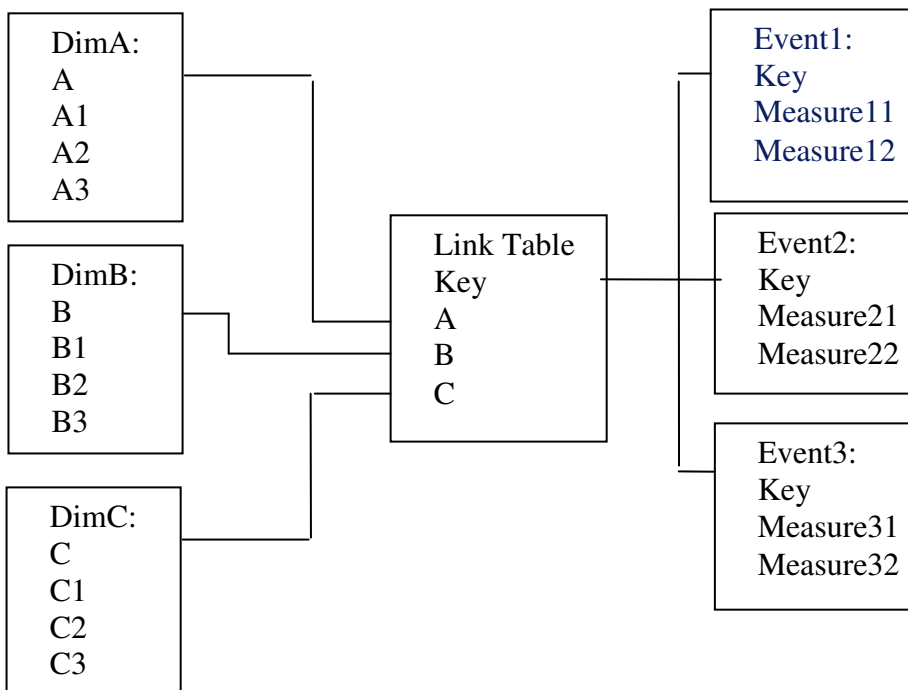 DimA:
A
A1
A2
A3
DimB:
B
B1
B2
B3
DimC:
C
C1
C2
C3
Link Table
Key
A
B
C
Event1:
Key
Measure11
Measure12
Event2:
Key
Measure21
Measure22
Event3:
Key
Measure31
Measure32